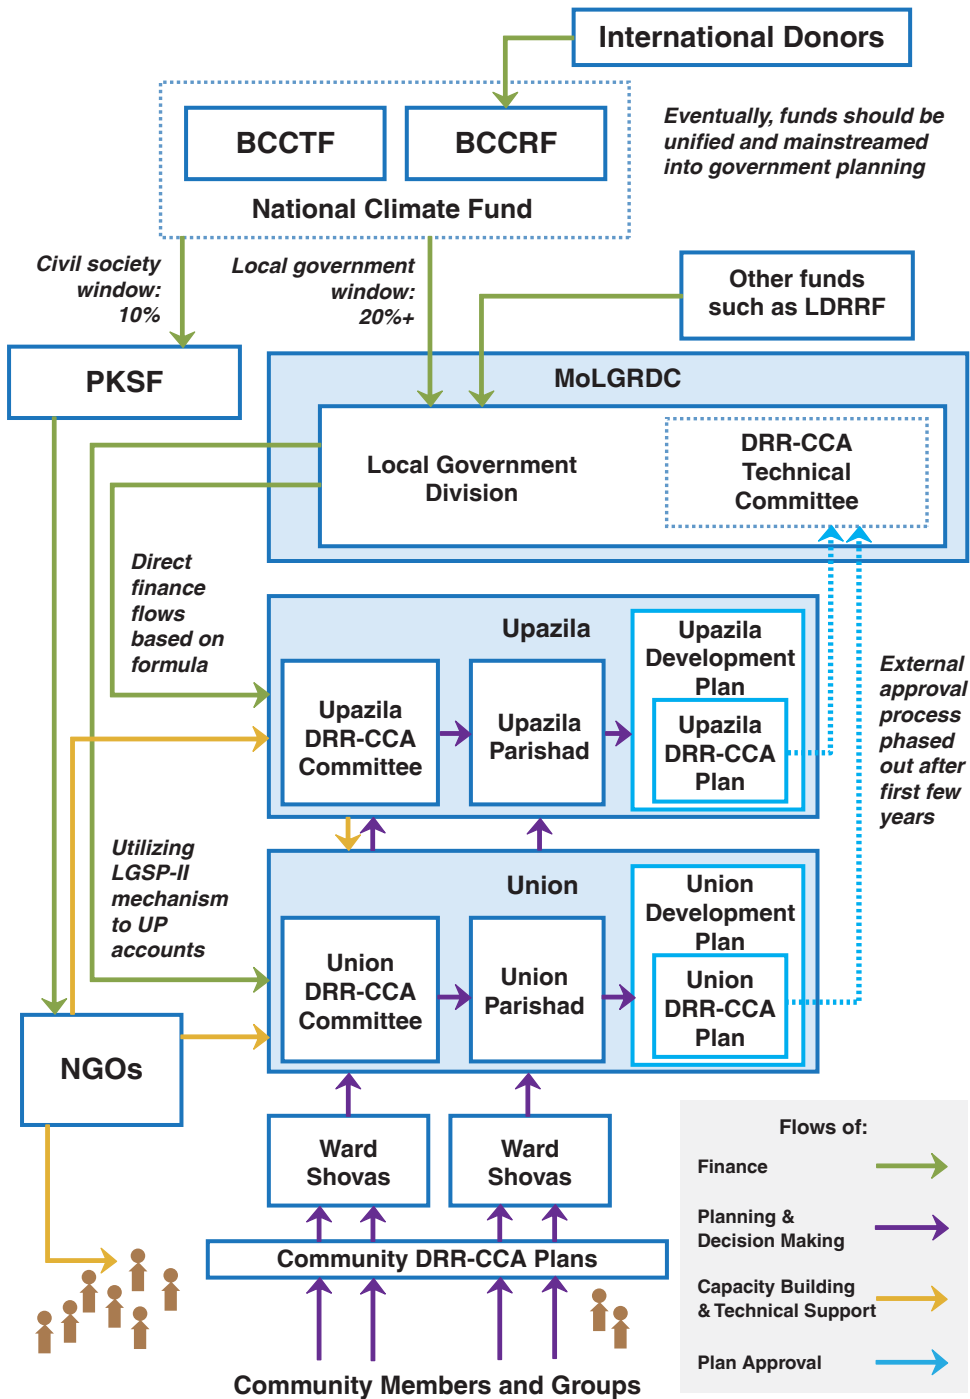 International Donors
BCCTF
BCCRF
National Climate Fund
Eventually, funds should be
unified and mainstreamed
into government planning
Civil society
window:
10%
Local government
window:
20%+
Other funds
such as LDRRF
PKSF
MoLGRDC
Local Government
Division
DRR-CCA
Technical
Committee
Direct
finance
flows
based on
formula
Upazila
Upazila
DRR-CCA
Committee
Upazila
Parishad
Upazila
Development
Plan
Upazila
DRR-CCA
Plan
External
approval
process
phased
out after
first few
years
Utilizing
LGSP-II
mechanism
to UP
accounts
Union
Union
DRR-CCA
Committee
Union
Parishad
Union
Development
Plan
Union
DRR-CCA
Plan
NGOs
Ward
Shovas
Ward
Shovas
Community DRR-CCA Plans
Community Members and Groups
Flows of:
Finance
Planning &
Decision Making
Capacity Building
& Technical Support
Plan Approval